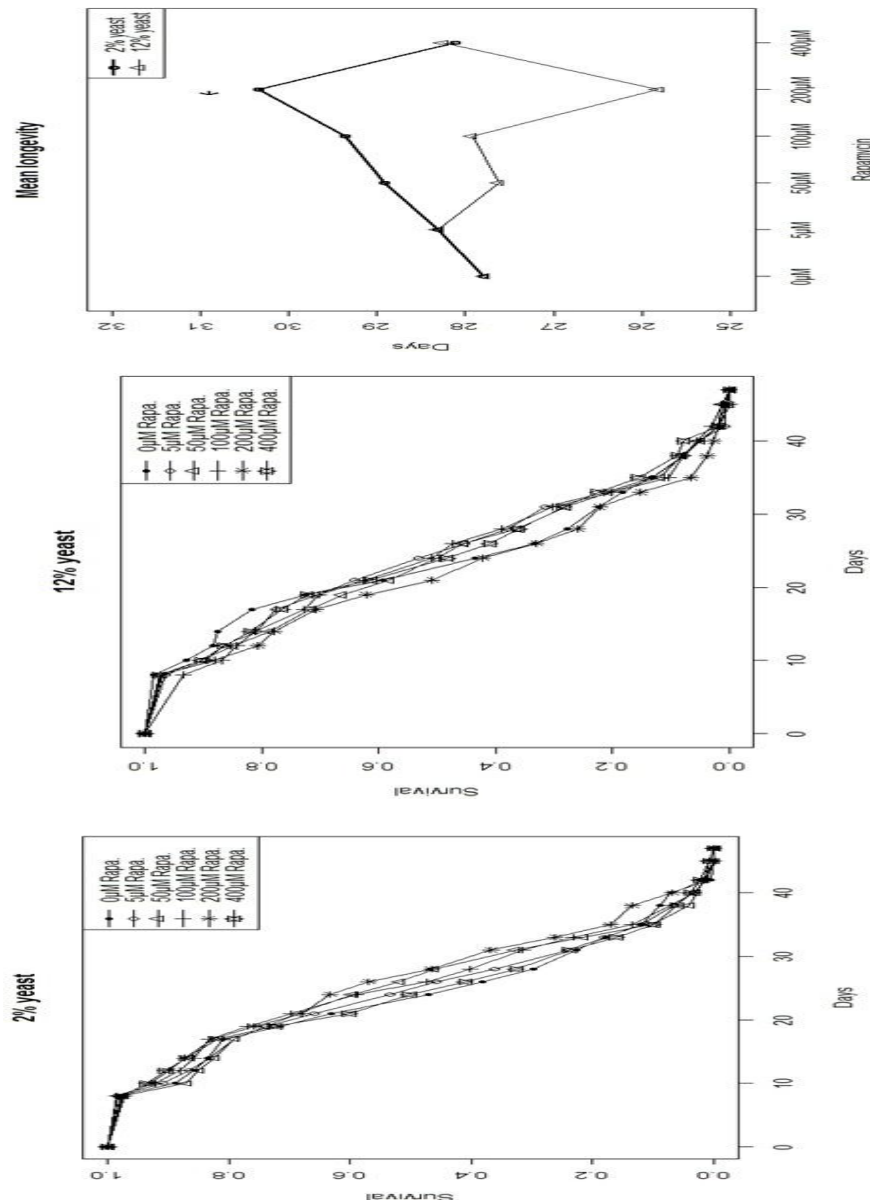 Mean longevity
2% yeast
12% yeast
*
32
31
30
29
28
27
26
25
Days
0µM
5µM
50µM
100µM
200µM
400µM
Rapamycin
12% yeast
0µM Rapa.
5µM Rapa.
50µM Rapa.
100µM Rapa.
200µM Rapa.
400µM Rapa.
1.0
0.8
0.6
0.4
0.2
0.0
Survival
0
10
20
30
40
Days
2% yeast
0µM Rapa.
5µM Rapa.
50µM Rapa.
100µM Rapa.
200µM Rapa.
400µM Rapa.
1.0
0.8
0.6
0.4
0.2
0.0
Survival
0
10
20
30
40
Days